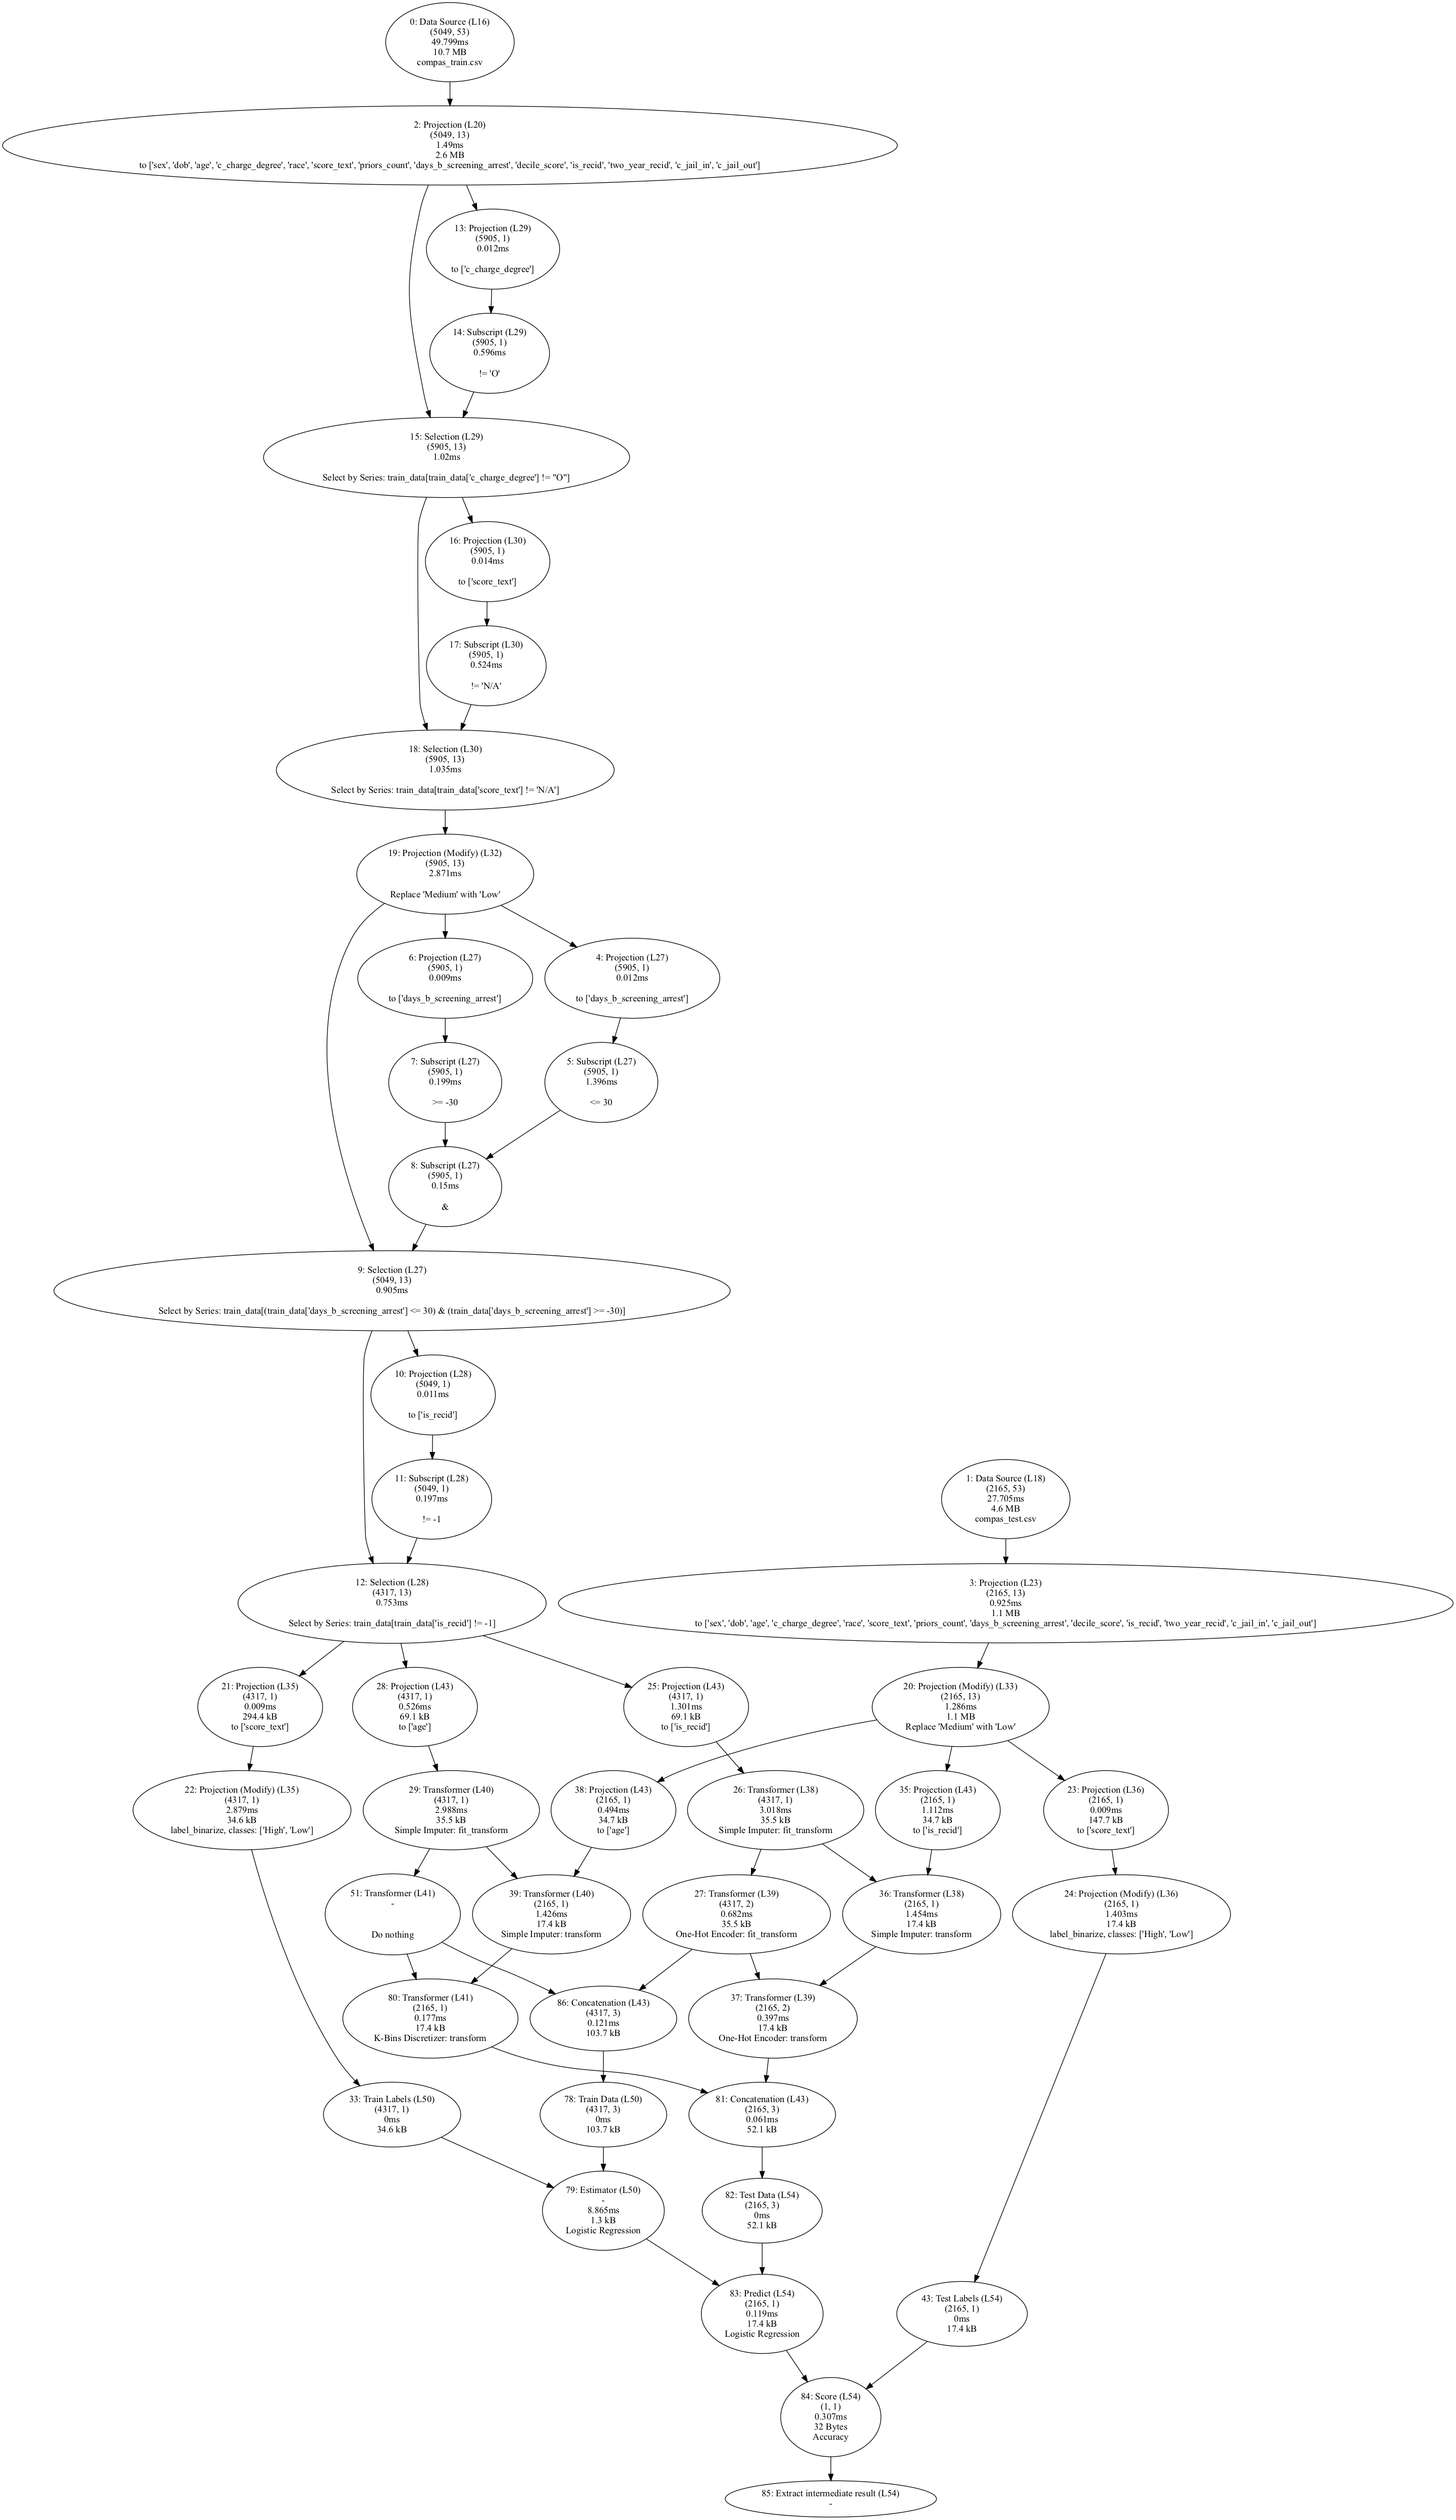 0: Data Source (L16)
(5049, 53)
49.799ms
10.7 MB
compas_train.csv
2: Projection (L20)
(5049, 13)
1.49ms
2.6 MB
to ['sex', 'dob', 'age', 'c_charge_degree', 'race', 'score_text', 'priors_count', 'days_b_screening_arrest', 'decile_score', 'is_recid', 'two_year_recid', 'c_jail_in', 'c_jail_out']
13: Projection (L29)
(5905, 1)
0.012ms
to ['c_charge_degree']
14: Subscript (L29)
(5905, 1)
0.596ms
!= 'O'
15: Selection (L29)
(5905, 13)
1.02ms
Select by Series: train_data[train_data['c_charge_degree'] != "O"]
16: Projection (L30)
(5905, 1)
0.014ms
to ['score_text']
17: Subscript (L30)
(5905, 1)
0.524ms
!= 'N/A'
18: Selection (L30)
(5905, 13)
1.035ms
Select by Series: train_data[train_data['score_text'] != 'N/A']
19: Projection (Modify) (L32)
(5905, 13)
2.871ms
Replace 'Medium' with 'Low'
6: Projection (L27)
(5905, 1)
0.009ms
to ['days_b_screening_arrest']
4: Projection (L27)
(5905, 1)
0.012ms
to ['days_b_screening_arrest']
7: Subscript (L27)
(5905, 1)
0.199ms
>= -30
5: Subscript (L27)
(5905, 1)
1.396ms
<= 30
8: Subscript (L27)
(5905, 1)
0.15ms
&
9: Selection (L27)
(5049, 13)
0.905ms
Select by Series: train_data[(train_data['days_b_screening_arrest'] <= 30) & (train_data['days_b_screening_arrest'] >= -30)]
10: Projection (L28)
(5049, 1)
0.011ms
to ['is_recid']
11: Subscript (L28)
(5049, 1)
0.197ms
!= -1
1: Data Source (L18)
(2165, 53)
27.705ms
4.6 MB
compas_test.csv
12: Selection (L28)
(4317, 13)
0.753ms
Select by Series: train_data[train_data['is_recid'] != -1]
3: Projection (L23)
(2165, 13)
0.925ms
1.1 MB
to ['sex', 'dob', 'age', 'c_charge_degree', 'race', 'score_text', 'priors_count', 'days_b_screening_arrest', 'decile_score', 'is_recid', 'two_year_recid', 'c_jail_in', 'c_jail_out']
21: Projection (L35)
(4317, 1)
0.009ms
294.4 kB
to ['score_text']
28: Projection (L43)
(4317, 1)
0.526ms
69.1 kB
to ['age']
25: Projection (L43)
(4317, 1)
1.301ms
69.1 kB
to ['is_recid']
20: Projection (Modify) (L33)
(2165, 13)
1.286ms
1.1 MB
Replace 'Medium' with 'Low'
22: Projection (Modify) (L35)
(4317, 1)
2.879ms
34.6 kB
label_binarize, classes: ['High', 'Low']
29: Transformer (L40)
(4317, 1)
2.988ms
35.5 kB
Simple Imputer: fit_transform
38: Projection (L43)
(2165, 1)
0.494ms
34.7 kB
to ['age']
26: Transformer (L38)
(4317, 1)
3.018ms
35.5 kB
Simple Imputer: fit_transform
35: Projection (L43)
(2165, 1)
1.112ms
34.7 kB
to ['is_recid']
23: Projection (L36)
(2165, 1)
0.009ms
147.7 kB
to ['score_text']
51: Transformer (L41)
-
Do nothing
39: Transformer (L40)
(2165, 1)
1.426ms
17.4 kB
Simple Imputer: transform
27: Transformer (L39)
(4317, 2)
0.682ms
35.5 kB
One-Hot Encoder: fit_transform
36: Transformer (L38)
(2165, 1)
1.454ms
17.4 kB
Simple Imputer: transform
24: Projection (Modify) (L36)
(2165, 1)
1.403ms
17.4 kB
label_binarize, classes: ['High', 'Low']
80: Transformer (L41)
(2165, 1)
0.177ms
17.4 kB
K-Bins Discretizer: transform
86: Concatenation (L43)
(4317, 3)
0.121ms
103.7 kB
37: Transformer (L39)
(2165, 2)
0.397ms
17.4 kB
One-Hot Encoder: transform
33: Train Labels (L50)
(4317, 1)
0ms
34.6 kB
78: Train Data (L50)
(4317, 3)
0ms
103.7 kB
81: Concatenation (L43)
(2165, 3)
0.061ms
52.1 kB
79: Estimator (L50)
-
8.865ms
1.3 kB
Logistic Regression
82: Test Data (L54)
(2165, 3)
0ms
52.1 kB
83: Predict (L54)
(2165, 1)
0.119ms
17.4 kB
Logistic Regression
43: Test Labels (L54)
(2165, 1)
0ms
17.4 kB
84: Score (L54)
(1, 1)
0.307ms
32 Bytes
Accuracy
85: Extract intermediate result (L54)
-